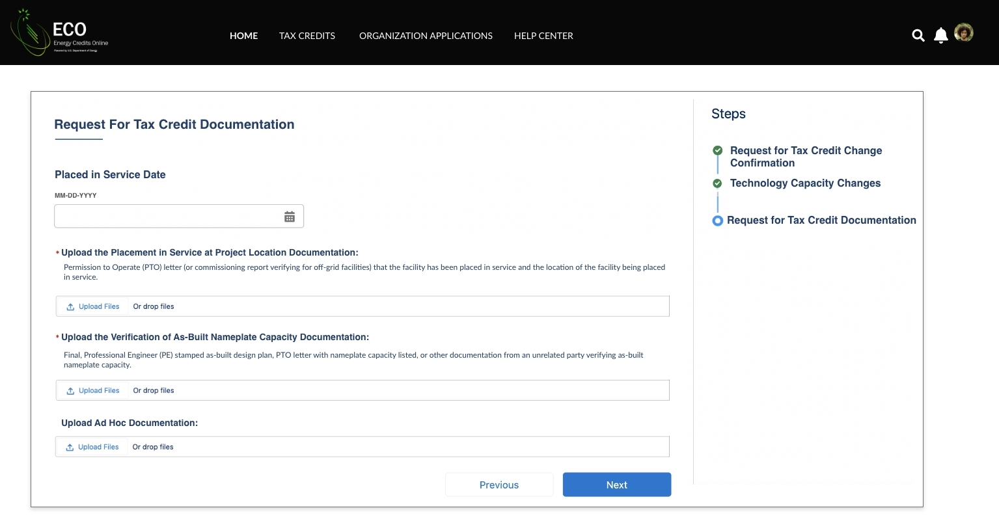 ECO
Energy Credits Online
Powered by U.S. Department of Energy
HOME
TAX CREDITS
ORGANIZATION APPLICATIONS
HELP CENTER
Request For Tax Credit Documentation
Placed in Service Date
MM-DD-YYYY
* Upload the Placement in Service at Project Location Documentation:
Permission to Operate (PTO) letter (or commissioning report verifying for off-grid facilities) that the facility has been placed in service and the location of the facility being placed
in service.
Upload Files Or drop files
* Upload the Verification of As-Built Nameplate Capacity Documentation:
Final, Professional Engineer (PE) stamped as-built design plan, PTO letter with nameplate capacity listed, or other documentation from an unrelated party verifying as-built
nameplate capacity.
Upload Files Or drop files
Upload Ad Hoc Documentation:
Upload Files Or drop files
Previous
Next
Steps
Request for Tax Credit Change
Confirmation
Technology Capacity Changes
Request for Tax Credit Documentation